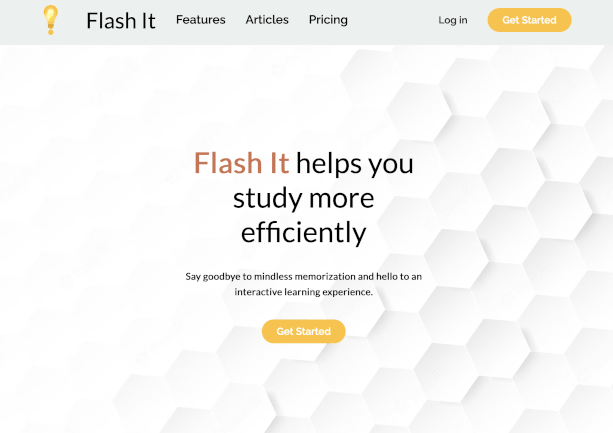 Flash It Features Articles Pricing Log in Get Started
Flash It helps you
study more
efficiently
Say goodbye to mindless memorization and hello to an
interactive learning experience.
Get Started